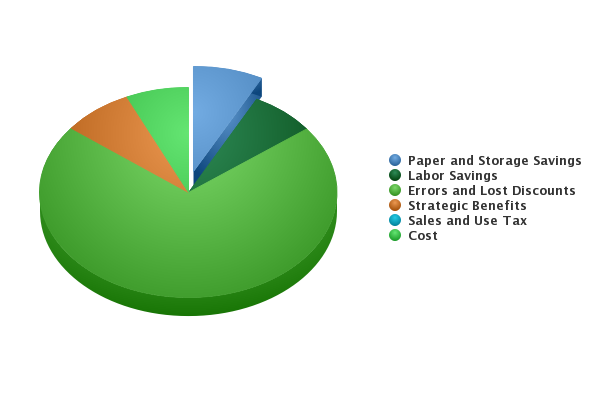 Paper and Storage Savings
Labor Savings
Errors and Lost Discounts
Strategic Benefits
Sales and Use Tax
Cost